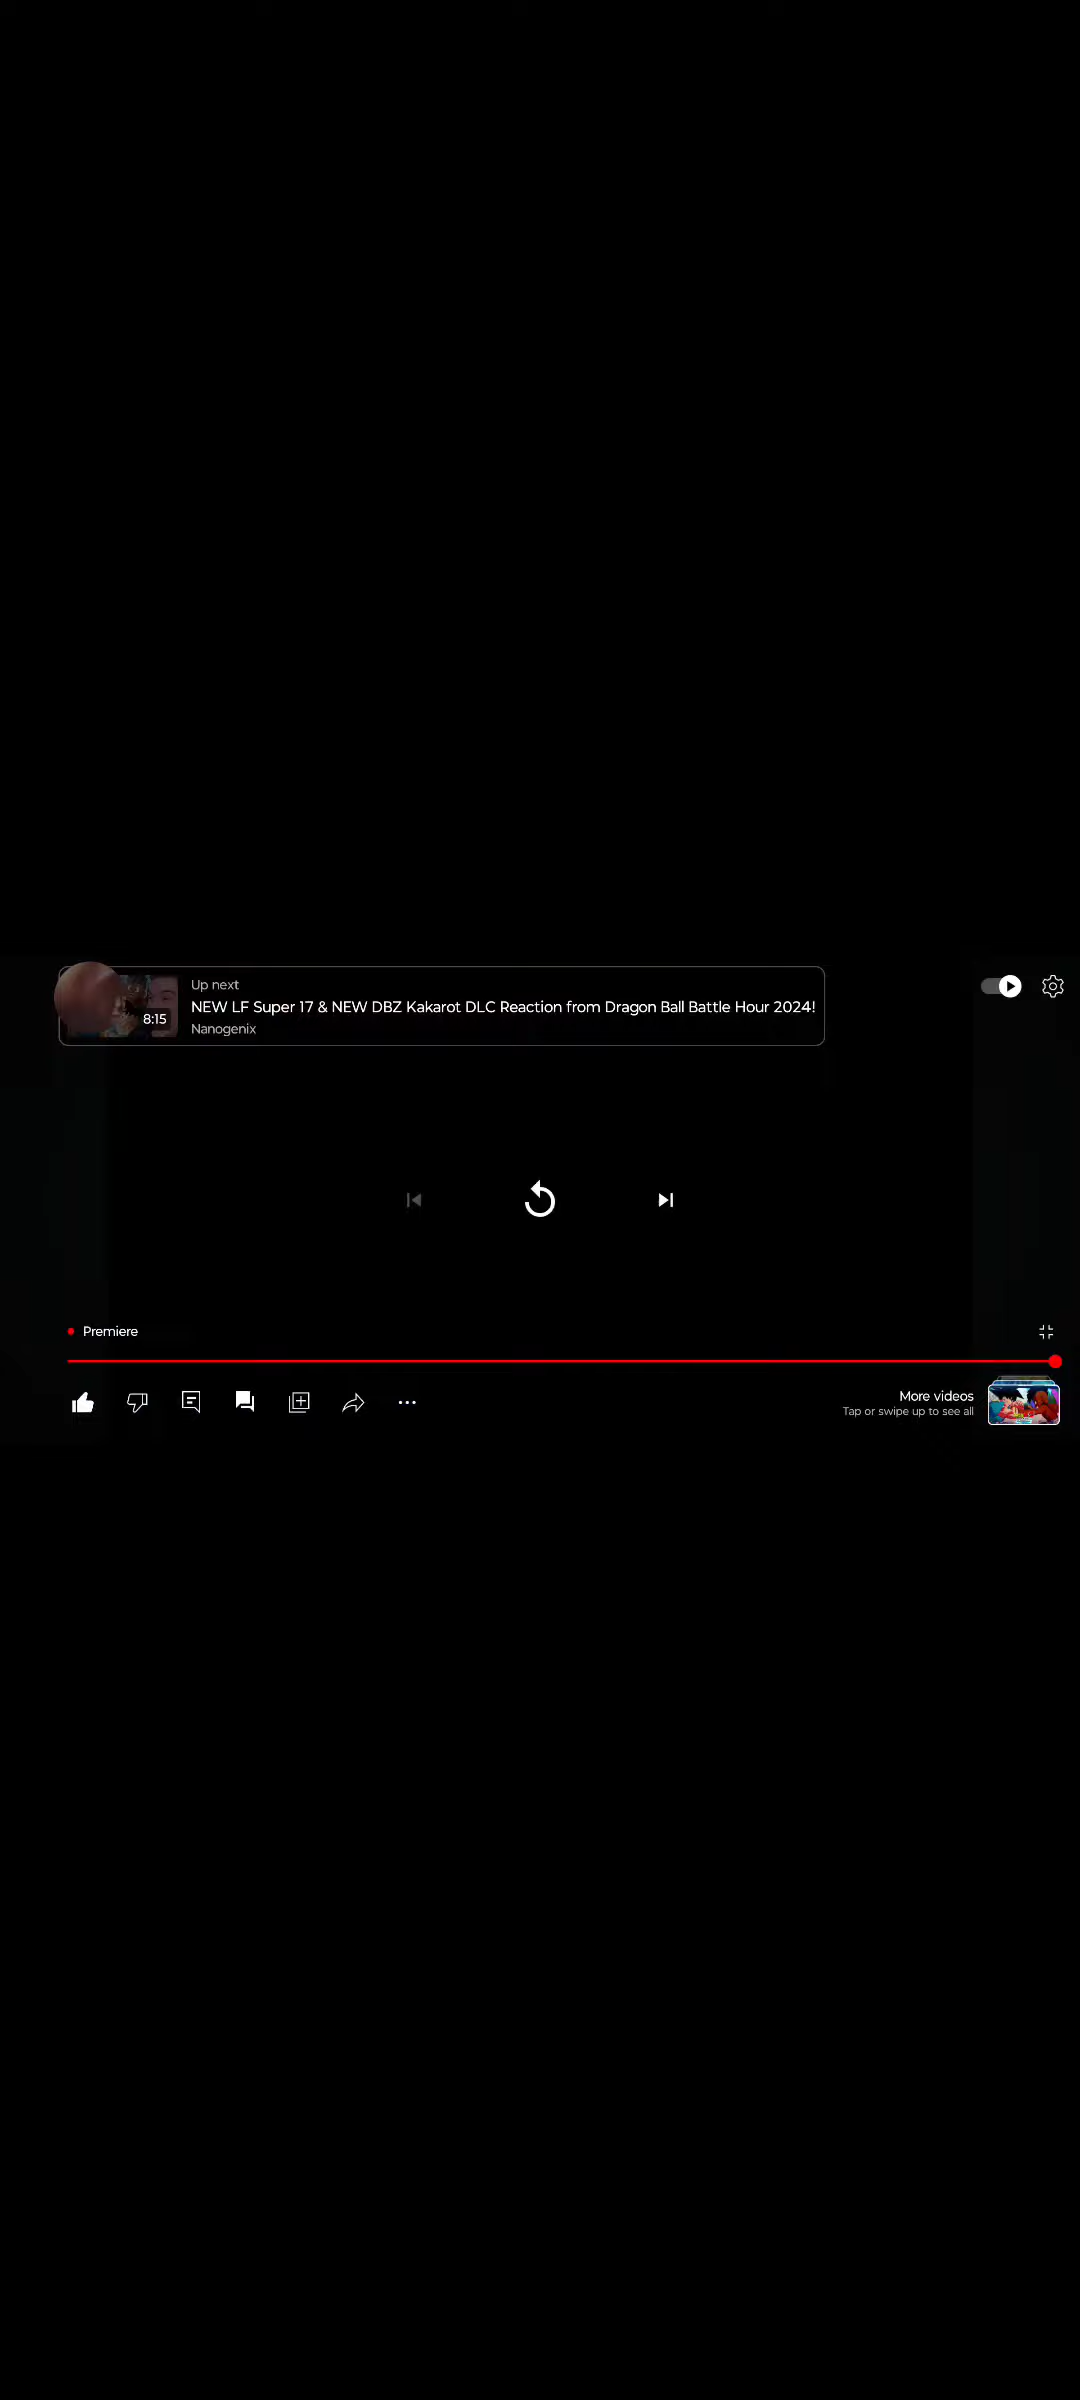 Up next
NEW LF Super 17 & NEW DBZ Kakarot DLC Reaction from Dragon Ball Battle Hour 2024!
8:15
Nanogenix
Premiere
More videos
Tap or swipe up to see all